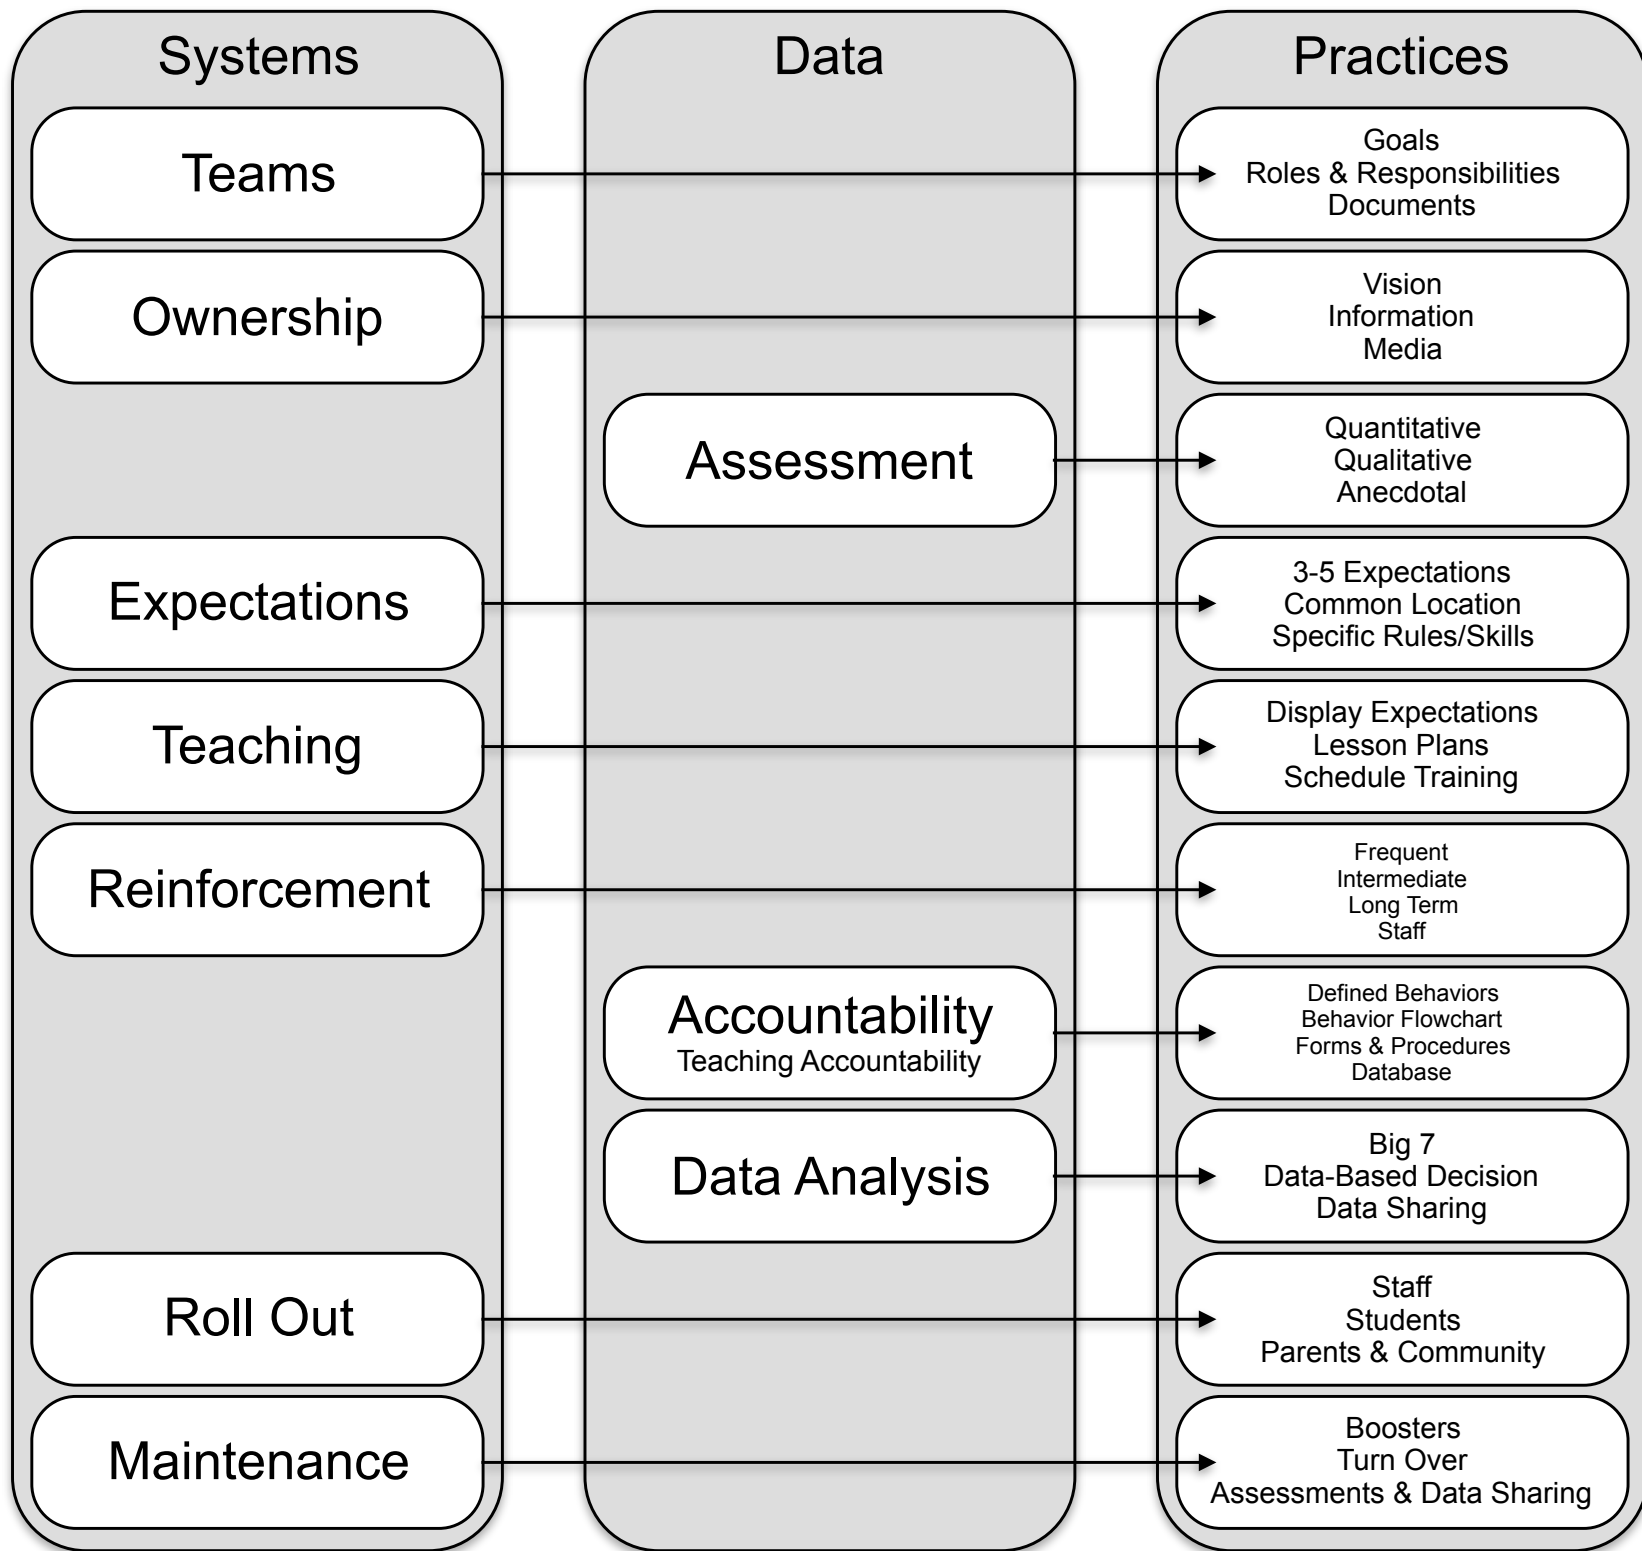 Systems
Data
Practices
Teams
Goals
Roles & Responsibilities
Documents
Ownership
Vision
Information
Media
Assessment
Quantitative
Qualitative
Anecdotal
Expectations
3-5 Expectations
Common Location
Specific Rules/Skills
Teaching
Display Expectations
Lesson Plans
Schedule Training
Reinforcement
Frequent
Intermediate
Long Term
Staff
Accountability
Teaching Accountability
Defined Behaviors
Behavior Flowchart
Forms & Procedures
Database
Data Analysis
Big 7
Data-Based Decision
Data Sharing
Roll Out
Staff
Students
Parents & Community
Maintenance
Boosters
Turn Over
Assessments & Data Sharing